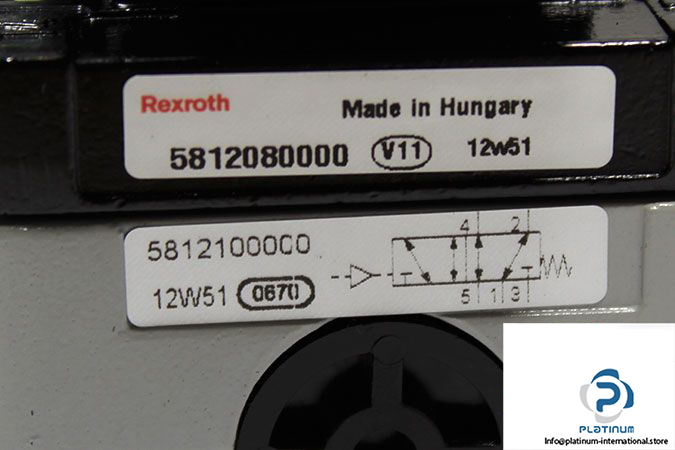 Rexroth
Made in Hungary
5812080000 V11 12W51
5812100000
12W51 0670
4 2
5 1 3
PLATINUM
Info@platinum-international.store